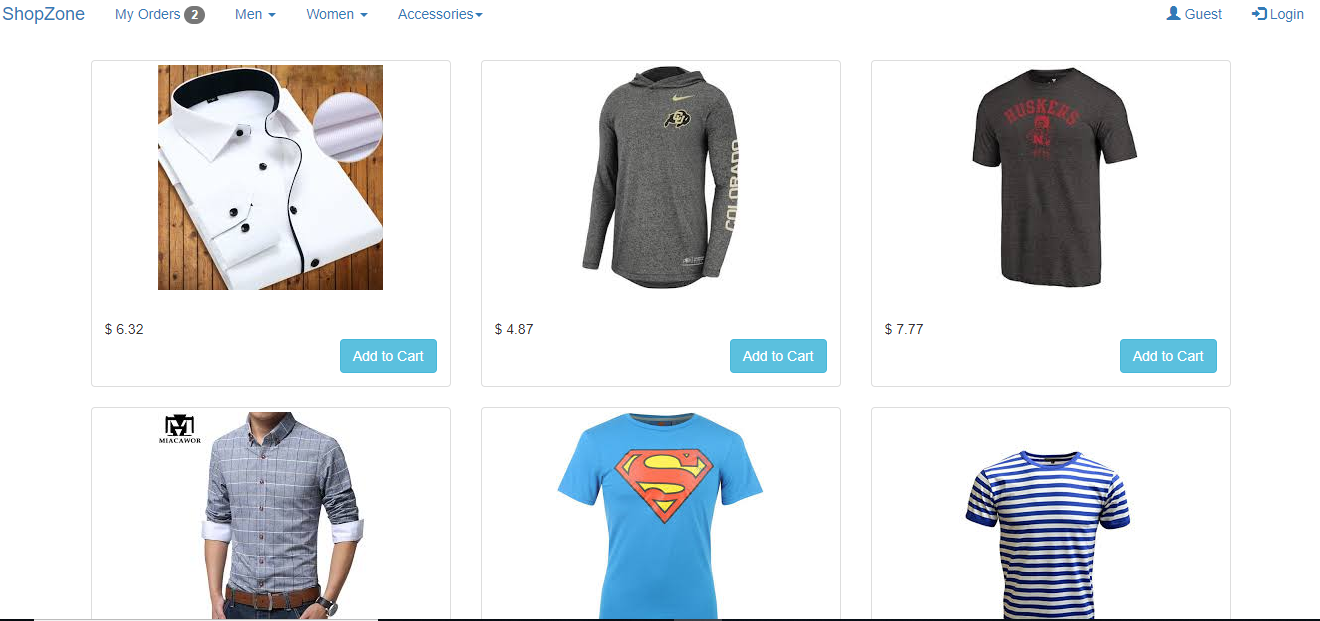 ShopZone My Orders 2 Men Women Accessories Guest Login
COLORADO
HUSKERS
N
$ 6.32 $ 4.87 $ 7.77
Add to Cart Add to Cart Add to Cart
MIACAWOR
S